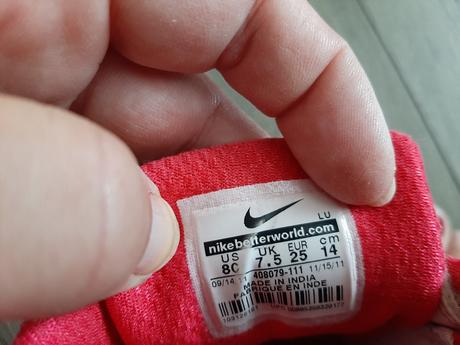 LU
nikebetterworld.com
US UK EUR cm
8C 7.5 25 14
09/14/11 408079-111 11/15/11
MADE IN INDIA
FABRIQUE EN INDE